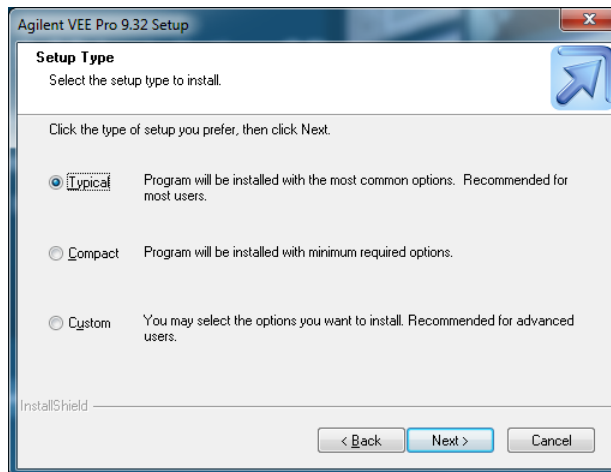 Agilent VEE Pro 9.32 Setup
Setup Type
Select the setup type to install.
Click the type of setup you prefer, then click Next.
Typical
Program will be installed with the most common options. Recommended for
most users.
Compact
Program will be installed with minimum required options.
Custom
You may select the options you want to install. Recommended for advanced
users.
InstallShield
< Back
Next >
Cancel